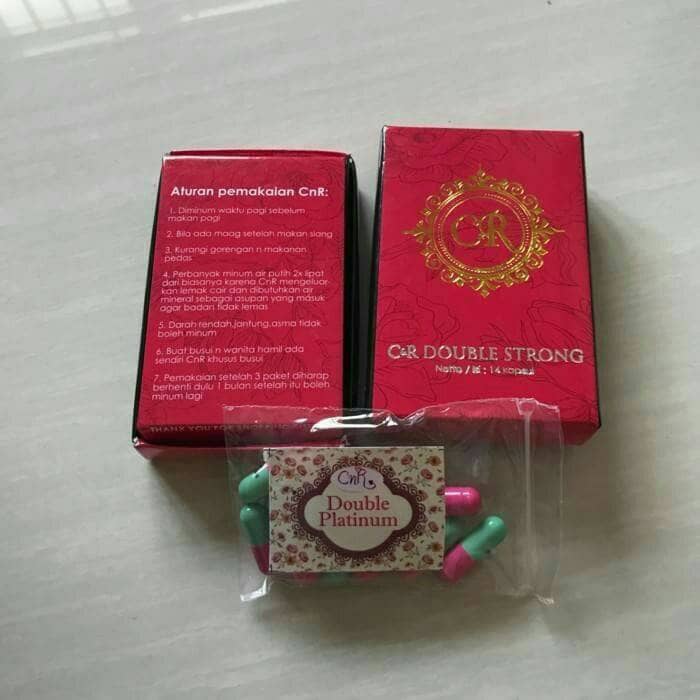 Aturan pemakaian CnR:
1. Diminum waktu pagi sebelum
makan pagi
2. Bila ada maag setelah makan siang
3. Kurangi gorengan n makanan
pedas
4. Perbanyak minum air putih 2x lipat
dari biasanya karena CnR mengeluar
kan lemak cair dan dibutuhkan air
mineral sebagai asupan yang masuk
agar badan tidak lemas
5. Darah rendah,jantung,asma tidak
boleh minum
6. Buat busui n wanita hamil ada
sendiri CnR khusus busui
7. Pemakaian setelah 3 paket diharap
berhenti dulu 1 bulan setelah itu boleh
minum lagi
THANK YOU FOR
C&R
C&R DOUBLE STRONG
Netto / Isi : 14 kapsul
CnR
Double
Platinum